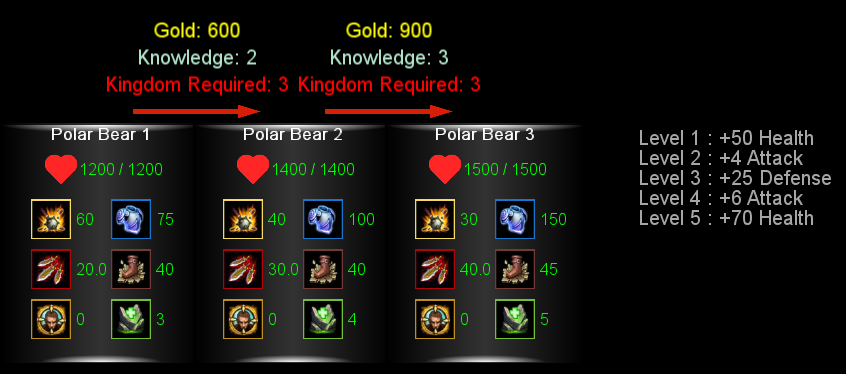 Gold: 600
Knowledge: 2
Kingdom Required: 3
Gold: 900
Knowledge: 3
Kingdom Required: 3
Polar Bear 1
1200 / 1200
60 75
20.0 40
0 3
Polar Bear 2
1400 / 1400
40 100
30.0 40
0 4
Polar Bear 3
1500 / 1500
30 150
40.0 45
0 5
Level 1 : +50 Health
Level 2 : +4 Attack
Level 3 : +25 Defense
Level 4 : +6 Attack
Level 5 : +70 Health